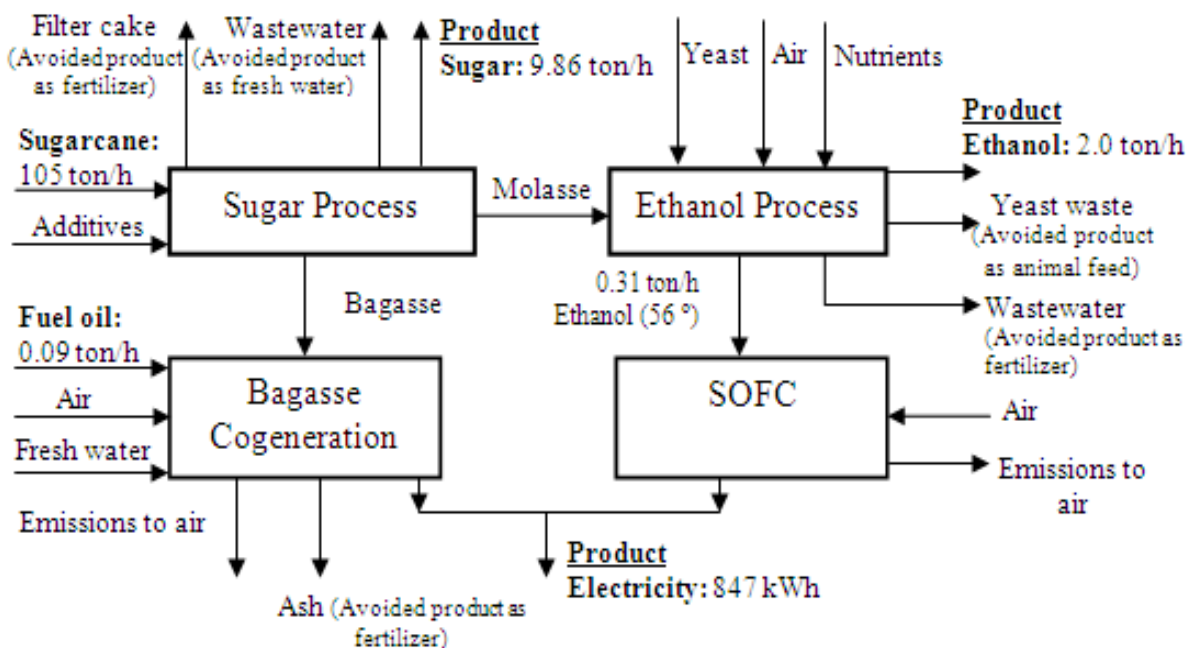 Filter cake
(Avoided product
as fertilizer)
Wastewater
(Avoided product
as fresh water)
Product
Sugar: 9.86 ton/h
Yeast
Air
Nutrients
Product
Ethanol: 2.0 ton/h
Sugarcane:
105 ton/h
Additives
Sugar Process
Molasse
Ethanol Process
Yeast waste
(Avoided product
as animal feed)
Bagasse
0.31 ton/h
Ethanol (56 º)
Wastewater
(Avoided product as
fertilizer)
Fuel oil:
0.09 ton/h
Air
Fresh water
Bagasse
Cogeneration
SOFC
Air
Emissions to
air
Emissions to air
Product
Electricity: 847 kWh
Ash (Avoided product as
fertilizer)